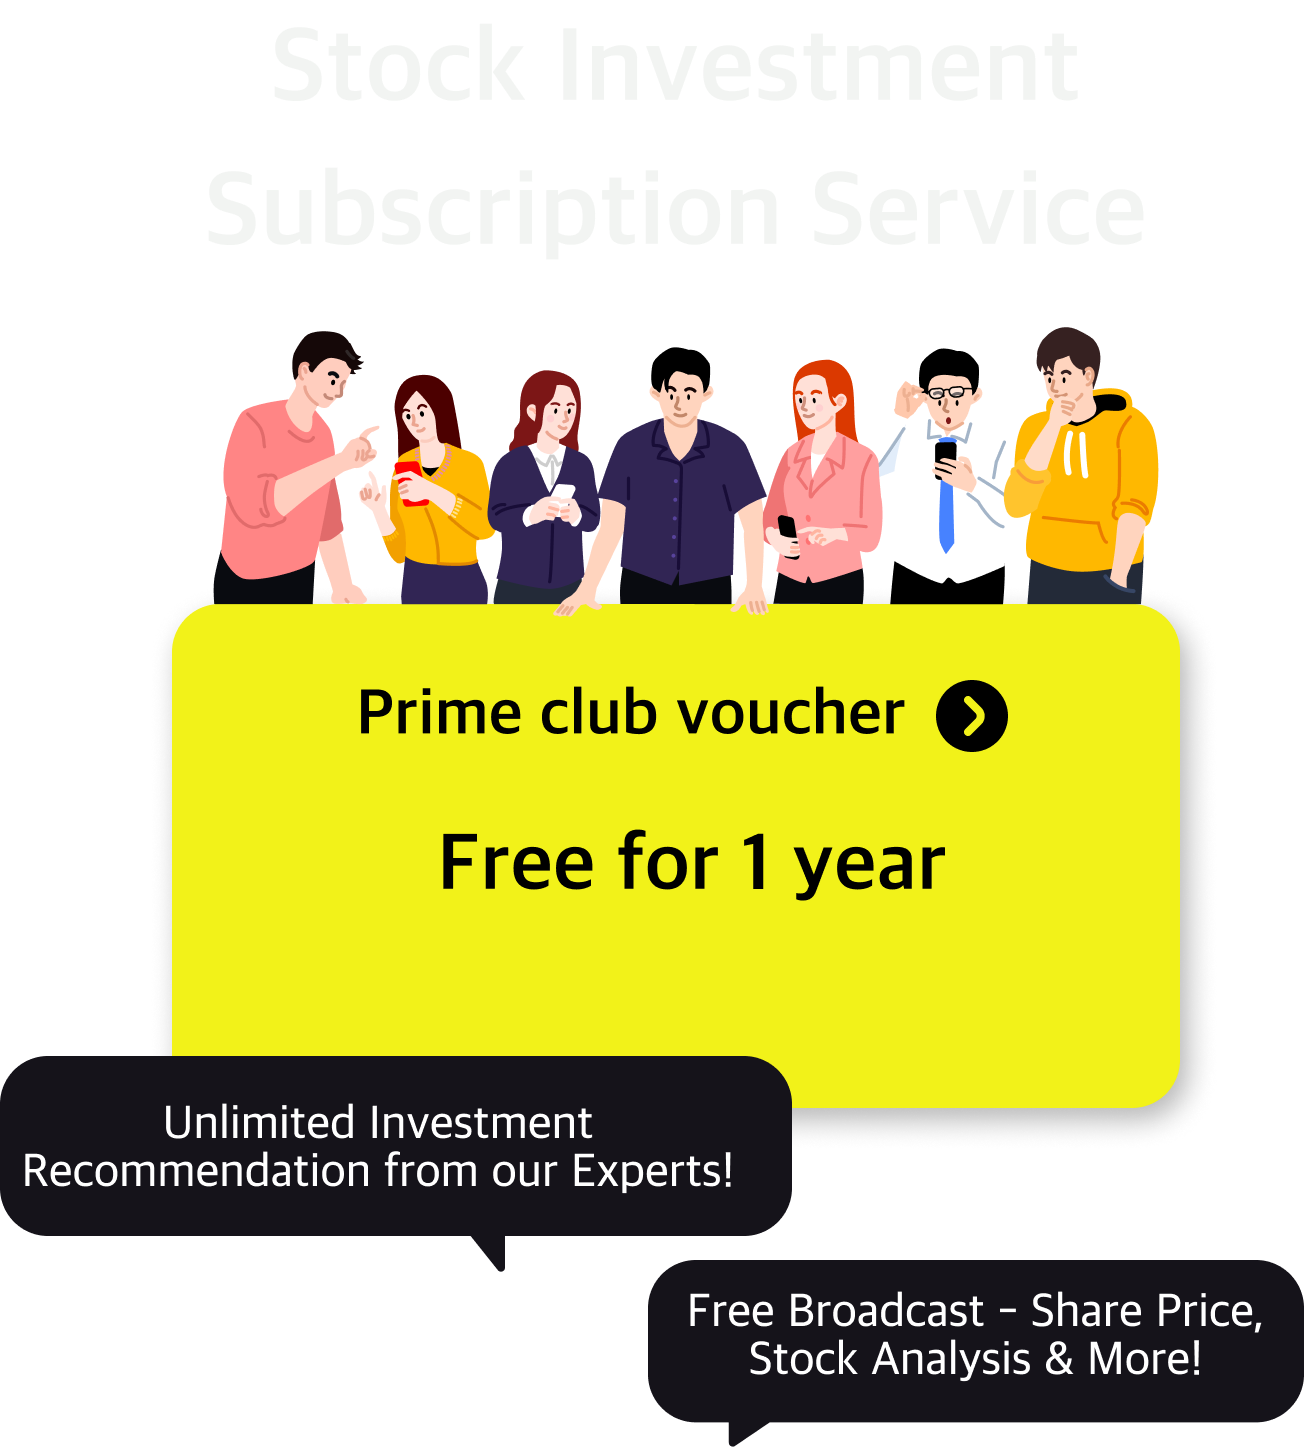 Stock Investment
Subscription Service
Prime club voucher
Free for 1 year
Unlimited Investment
Recommendation from our Experts!
Free Broadcast - Share Price,
Stock Analysis & More!